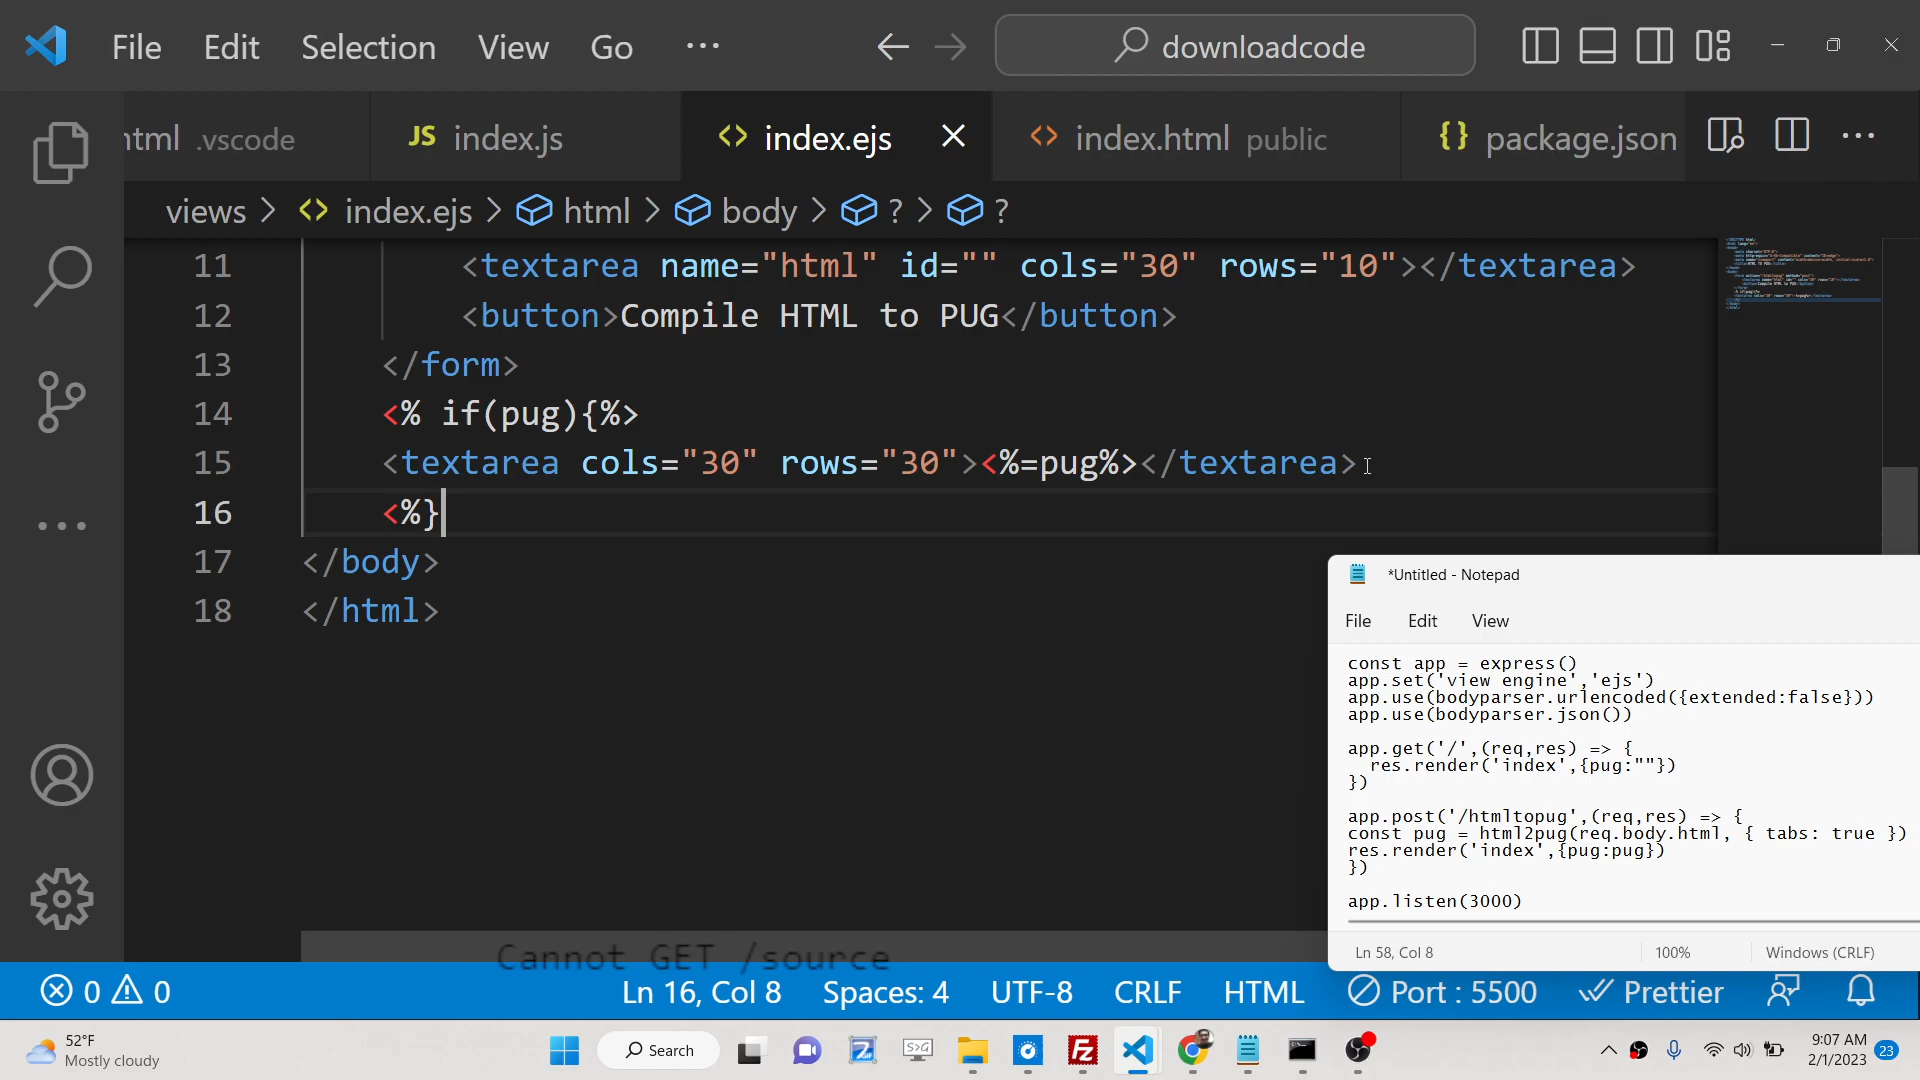 File Edit Selection View Go ... downloadcode
html .vscode JS index.js <> index.ejs <> index.html public {} package.json
views > <> index.ejs > html > body > ? > ?
11 <textarea name="html" id="" cols="30" rows="10"></textarea>
12 <button>Compile HTML to PUG</button>
13 </form>
14 <% if(pug){%>
15 <textarea cols="30" rows="30"><%=pug%></textarea>
16 <%}
17 </body>
18 </html>
Cannot GET /source
*Untitled - Notepad
File Edit View
const app = express()
app.set('view engine','ejs')
app.use(bodyparser.urlencoded({extended:false}))
app.use(bodyparser.json())
app.get('/',(req,res) => {
res.render('index',{pug:""})
})
app.post('/htmltopug',(req,res) => {
const pug = html2pug(req.body.html, { tabs: true })
res.render('index',{pug:pug})
})
app.listen(3000)
Ln 58, Col 8 100% Windows (CRLF)
0 0 Ln 16, Col 8 Spaces: 4 UTF-8 CRLF HTML Port : 5500 Prettier
52°F
Mostly cloudy
Search
9:07 AM
2/1/2023 23